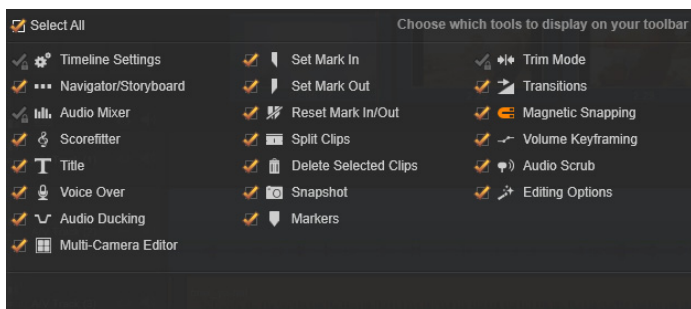 Select All
Choose which tools to display on your toolbar
Timeline Settings
Navigator/Storyboard
Audio Mixer
Scorefitter
Title
Voice Over
Audio Ducking
Multi-Camera Editor
Set Mark In
Set Mark Out
Reset Mark In/Out
Split Clips
Delete Selected Clips
Snapshot
Markers
Trim Mode
Transitions
Magnetic Snapping
Volume Keyframing
Audio Scrub
Editing Options